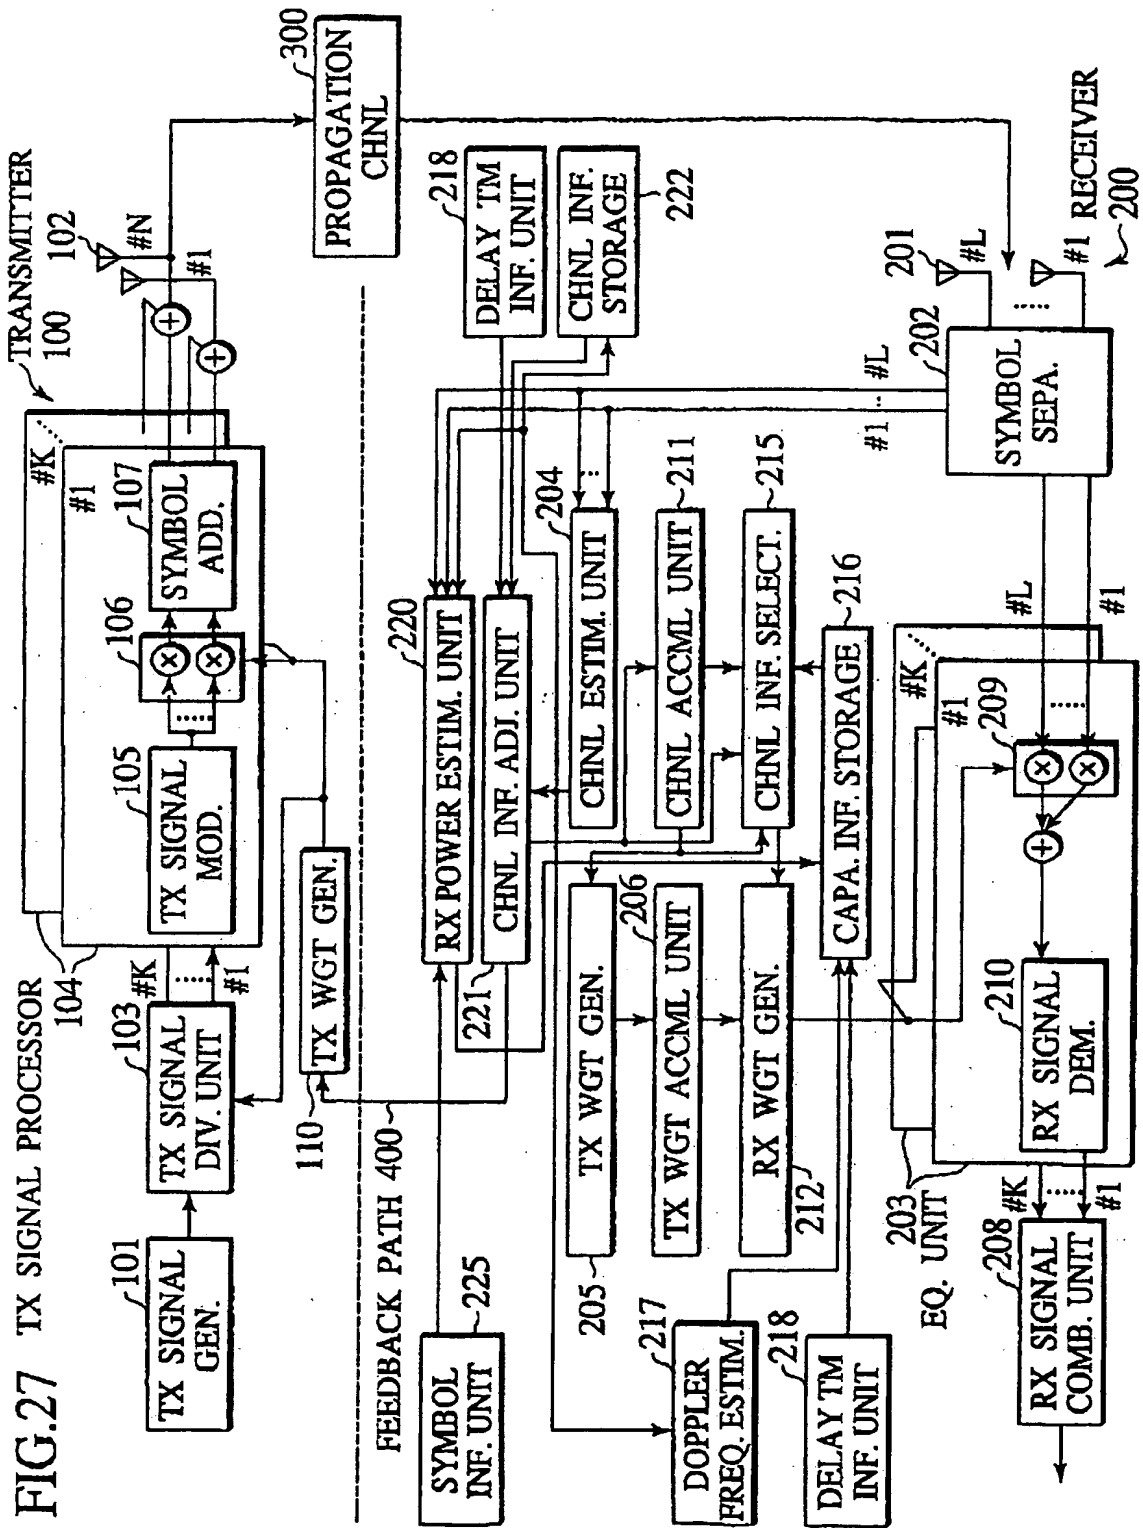 FIG.27 TX SIGNAL PROCESSOR
TRANSMITTER
100
101
TX SIGNAL
GEN.
103
TX SIGNAL
DIV. UNIT
#K
#1
104
#K
#1
105
TX SIGNAL
MOD.
106
107
SYMBOL
ADD.
102
#N
#1
110
TX WGT GEN.
300
PROPAGATION
CHNL
FEEDBACK PATH 400
SYMBOL
INF. UNIT
225
220
RX POWER ESTIM. UNIT
221
CHNL INF. ADJ. UNIT
218
DELAY TM
INF. UNIT
CHNL INF.
STORAGE
222
205
TX WGT GEN.
204
CHNL ESTIM. UNIT
206
TX WGT ACCML UNIT
CHNL ACCML UNIT
211
212
RX WGT GEN.
CHNL INF. SELECT.
215
217
DOPPLER
FREQ. ESTIM.
218
DELAY TM
INF. UNIT
CAPA. INF. STORAGE
216
#1
#L
202
SYMBOL
SEPA.
201
#L
#1
RECEIVER
200
#L
#1
203
EQ. UNIT
#K
#1
209
210
RX SIGNAL
DEM.
#K
#1
208
RX SIGNAL
COMB. UNIT